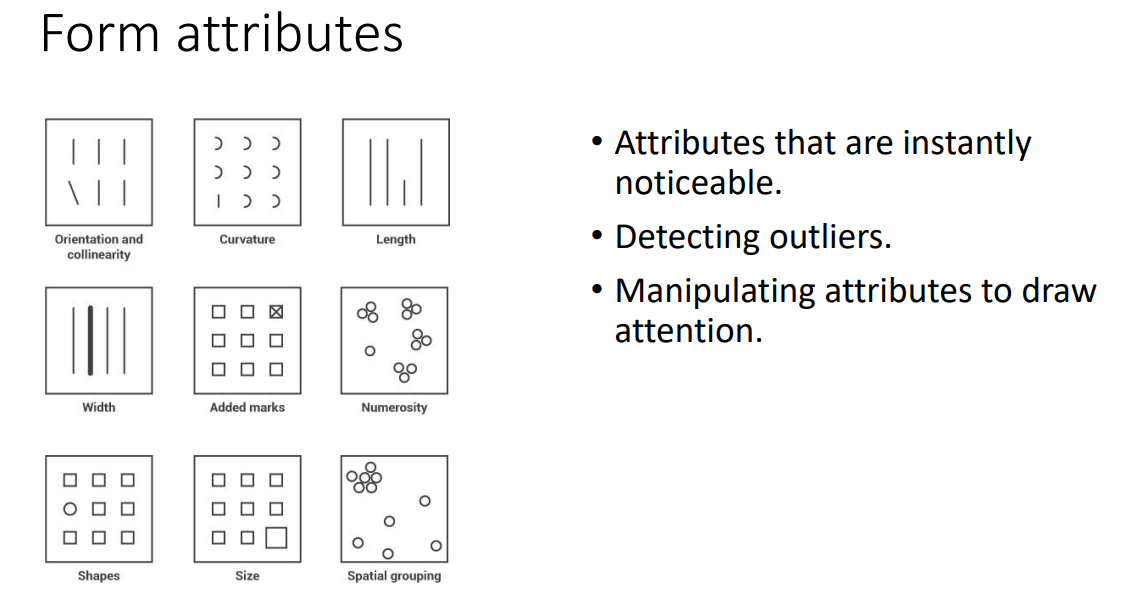 Form attributes
Orientation and
collinearity
Curvature
Length
Width
Added marks
Numerosity
Shapes
Size
Spatial grouping
• Attributes that are instantly
noticeable.
• Detecting outliers.
• Manipulating attributes to draw
attention.